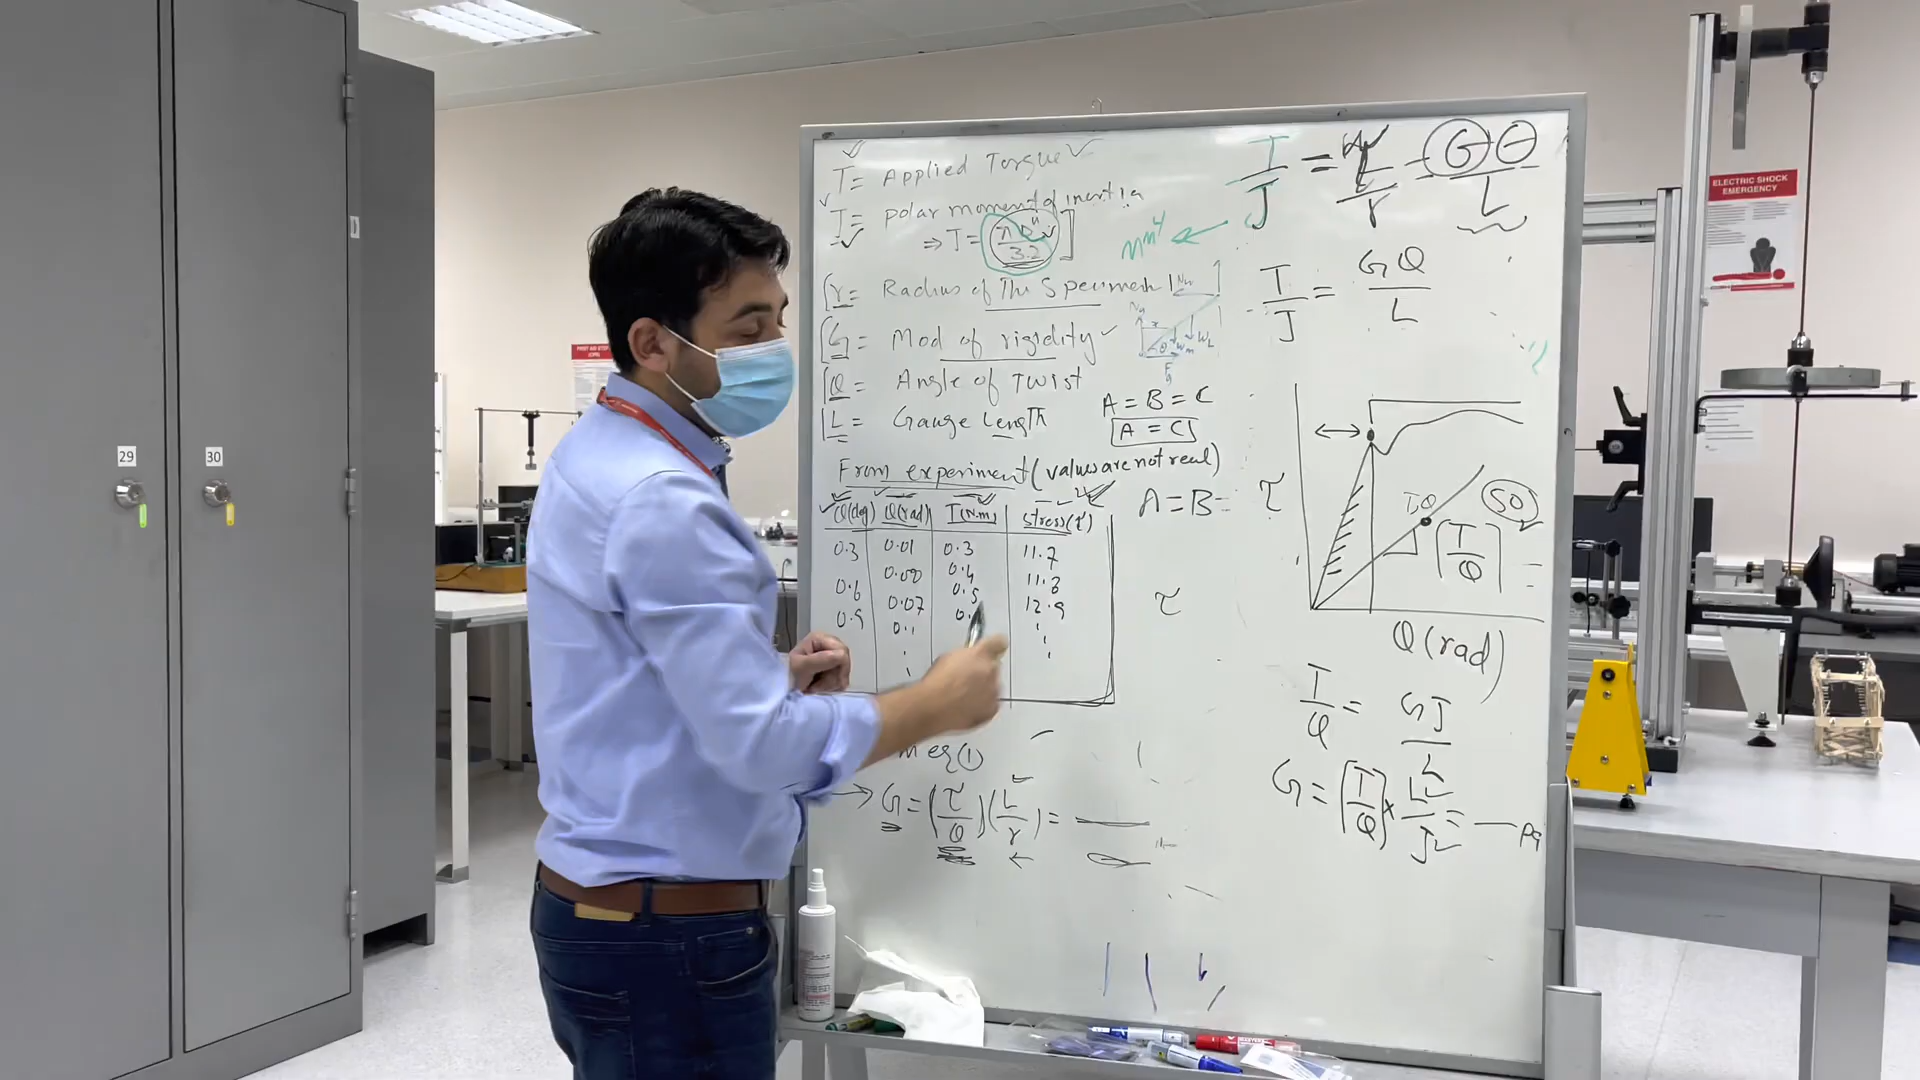 T = Applied Torque
J = polar moment of inertia
⇒ J = πD⁴/32
mm⁴
r = Radius of The Specimen
G = Mod of rigidity
θ = Angle of Twist
L = Gauge Length
A = B = C
A = C
From experiment (values are not real)
A = B =
θ(deg) θ(rad) T(N.m) Stress(τ)
0.3 0.01 0.3 11.7
0.4
0.6 0.5 11.8
0.9 0.07 12.9
0.1
eq(1)
G = (τ/θ)(L/r) =
T/J = τ/r = Gθ/L
T/J = Gθ/L
τ
50
T/θ
τ
θ(rad)
T/θ = GJ/L
G = [T/θ] × L/J =
29
30
ELECTRIC SHOCK
EMERGENCY